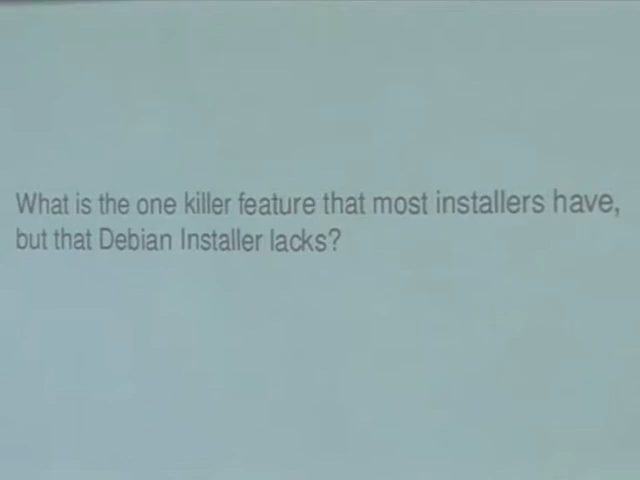 What is the one killer feature that most installers have,
but that Debian Installer lacks?